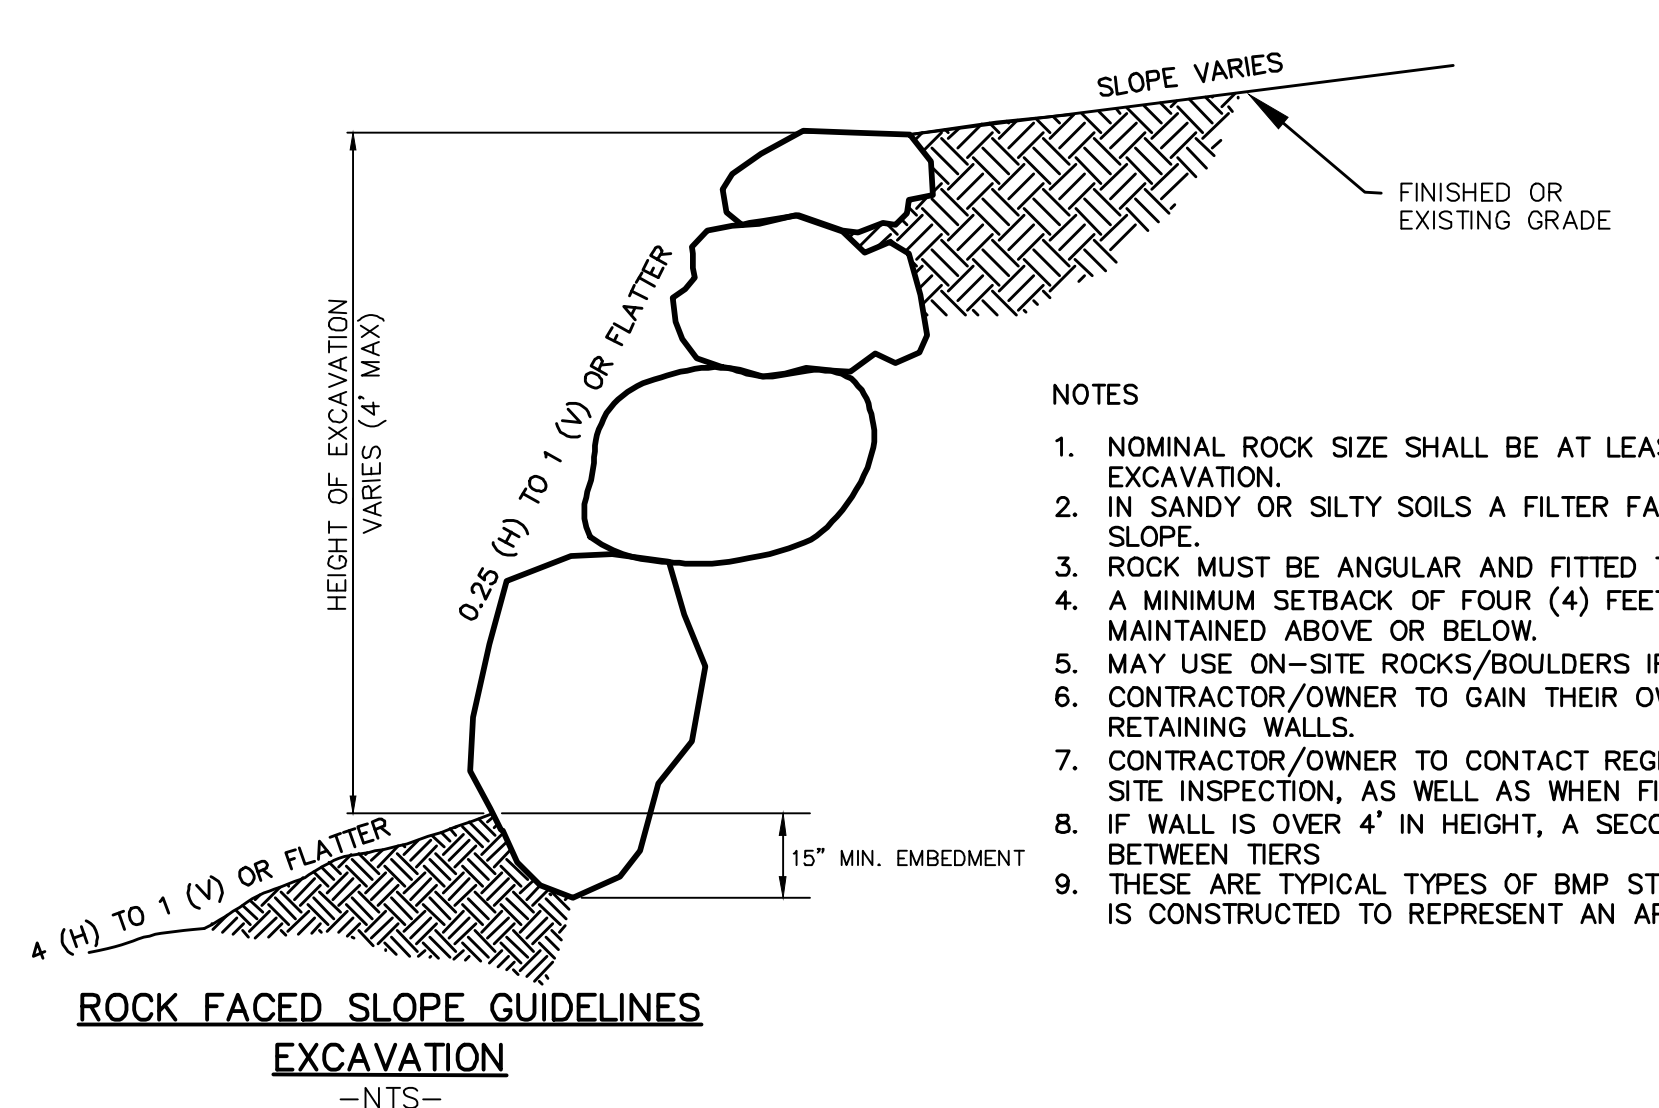 SLOPE VARIES
FINISHED OR
EXISTING GRADE
HEIGHT OF EXCAVATION
VARIES (4' MAX)
0.25 (H) TO 1 (V) OR FLATTER
4 (H) TO 1 (V) OR FLATTER
15" MIN. EMBEDMENT
NOTES
1. NOMINAL ROCK SIZE SHALL BE AT
EXCAVATION.
2. IN SANDY OR SILTY SOILS A FILTER
SLOPE.
3. ROCK MUST BE ANGULAR AND FITTED
4. A MINIMUM SETBACK OF FOUR (4) FEET
MAINTAINED ABOVE OR BELOW.
5. MAY USE ON-SITE ROCKS/BOULDERS IF
6. CONTRACTOR/OWNER TO GAIN THEIR
RETAINING WALLS.
7. CONTRACTOR/OWNER TO CONTACT
SITE INSPECTION, AS WELL AS WHEN
8. IF WALL IS OVER 4' IN HEIGHT, A
BETWEEN TIERS
9. THESE ARE TYPICAL TYPES OF BMP
IS CONSTRUCTED TO REPRESENT AN
ROCK FACED SLOPE GUIDELINES
EXCAVATION
-NTS-